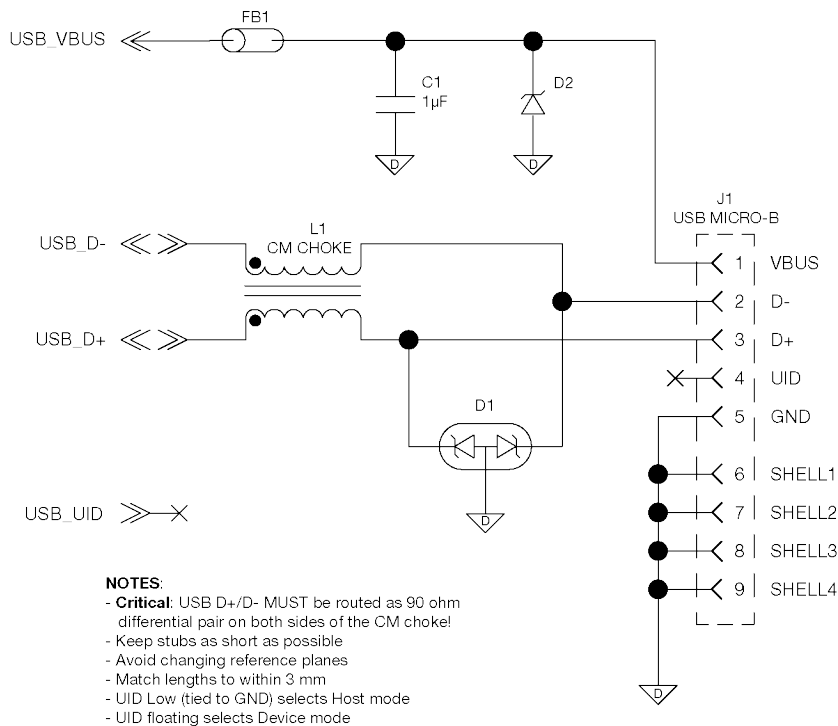 FB1
USB_VBUS
C1
1µF
D2
D
D
J1
USB MICRO-B
L1
CM CHOKE
USB_D-
1 VBUS
2 D-
USB_D+
3 D+
4 UID
D1
5 GND
6 SHELL1
USB_UID
7 SHELL2
D
8 SHELL3
9 SHELL4
NOTES:
- Critical: USB D+/D- MUST be routed as 90 ohm
differential pair on both sides of the CM choke!
- Keep stubs as short as possible
- Avoid changing reference planes
- Match lengths to within 3 mm
- UID Low (tied to GND) selects Host mode
- UID floating selects Device mode
D